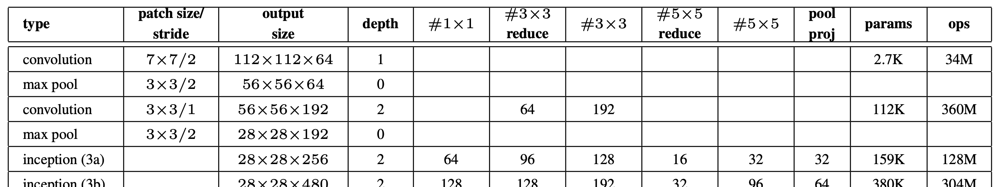 type patch size/ stride output size depth #1×1 #3×3 reduce #3×3 #5×5 reduce #5×5 pool proj params ops
convolution 7×7/2 112×112×64 1 2.7K 34M
max pool 3×3/2 56×56×64 0
convolution 3×3/1 56×56×192 2 64 192 112K 360M
max pool 3×3/2 28×28×192 0
inception (3a) 28×28×256 2 64 96 128 16 32 32 159K 128M
inception (3b) 28×28×480 2 128 128 192 32 96 64 380K 304M